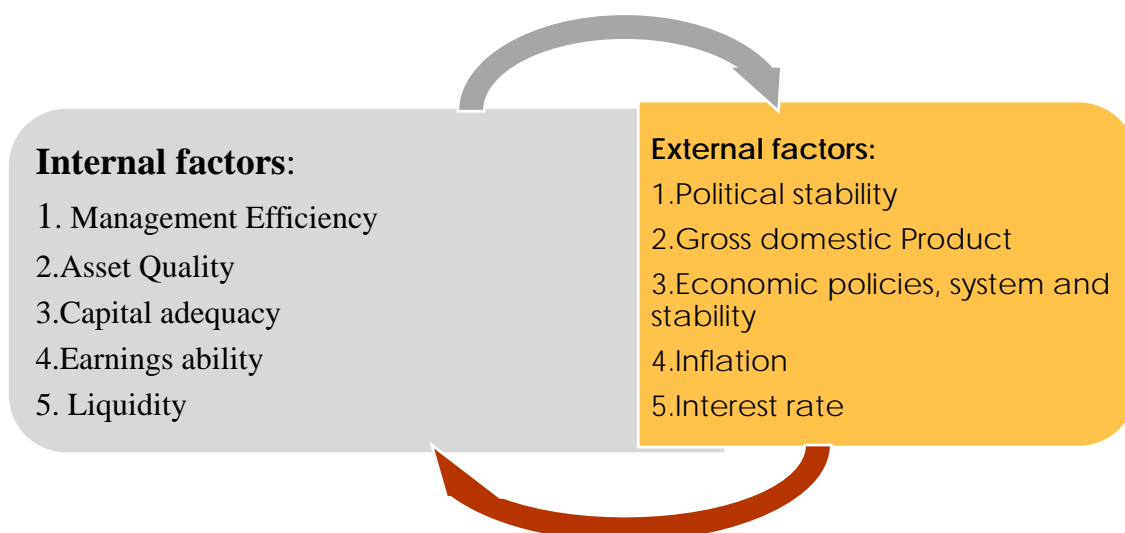 Internal factors:
1. Management Efficiency
2.Asset Quality
3.Capital adequacy
4.Earnings ability
5. Liquidity
External factors:
1.Political stability
2.Gross domestic Product
3.Economic policies, system and
stability
4.Inflation
5.Interest rate